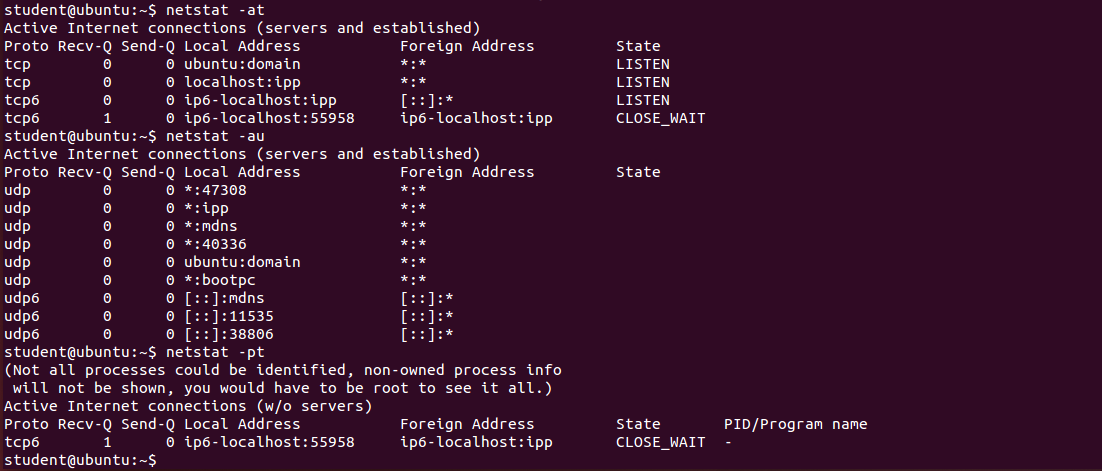 student@ubuntu:~$ netstat -at
Active Internet connections (servers and established)
Proto Recv-Q Send-Q Local Address           Foreign Address         State
tcp        0      0 ubuntu:domain           *:*                     LISTEN
tcp        0      0 localhost:ipp           *:*                     LISTEN
tcp6       0      0 ip6-localhost:ipp       [::]:*                  LISTEN
tcp6       1      0 ip6-localhost:55958     ip6-localhost:ipp       CLOSE_WAIT
student@ubuntu:~$ netstat -au
Active Internet connections (servers and established)
Proto Recv-Q Send-Q Local Address           Foreign Address         State
udp        0      0 *:47308                 *:*
udp        0      0 *:ipp                   *:*
udp        0      0 *:mdns                  *:*
udp        0      0 *:40336                 *:*
udp        0      0 ubuntu:domain           *:*
udp        0      0 *:bootpc                *:*
udp6       0      0 [::]:mdns               [::]:*
udp6       0      0 [::]:11535              [::]:*
udp6       0      0 [::]:38806              [::]:*
student@ubuntu:~$ netstat -pt
(Not all processes could be identified, non-owned process info
 will not be shown, you would have to be root to see it all.)
Active Internet connections (w/o servers)
Proto Recv-Q Send-Q Local Address           Foreign Address         State       PID/Program name
tcp6       1      0 ip6-localhost:55958     ip6-localhost:ipp       CLOSE_WAIT  -
student@ubuntu:~$